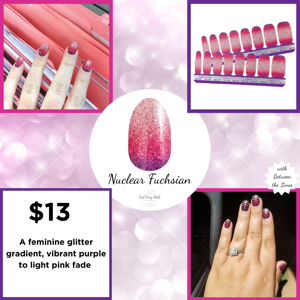 Nuclear Fuchsian
with
Between
the Lines
$13
A feminine glitter
gradient, vibrant purple
to light pink fade